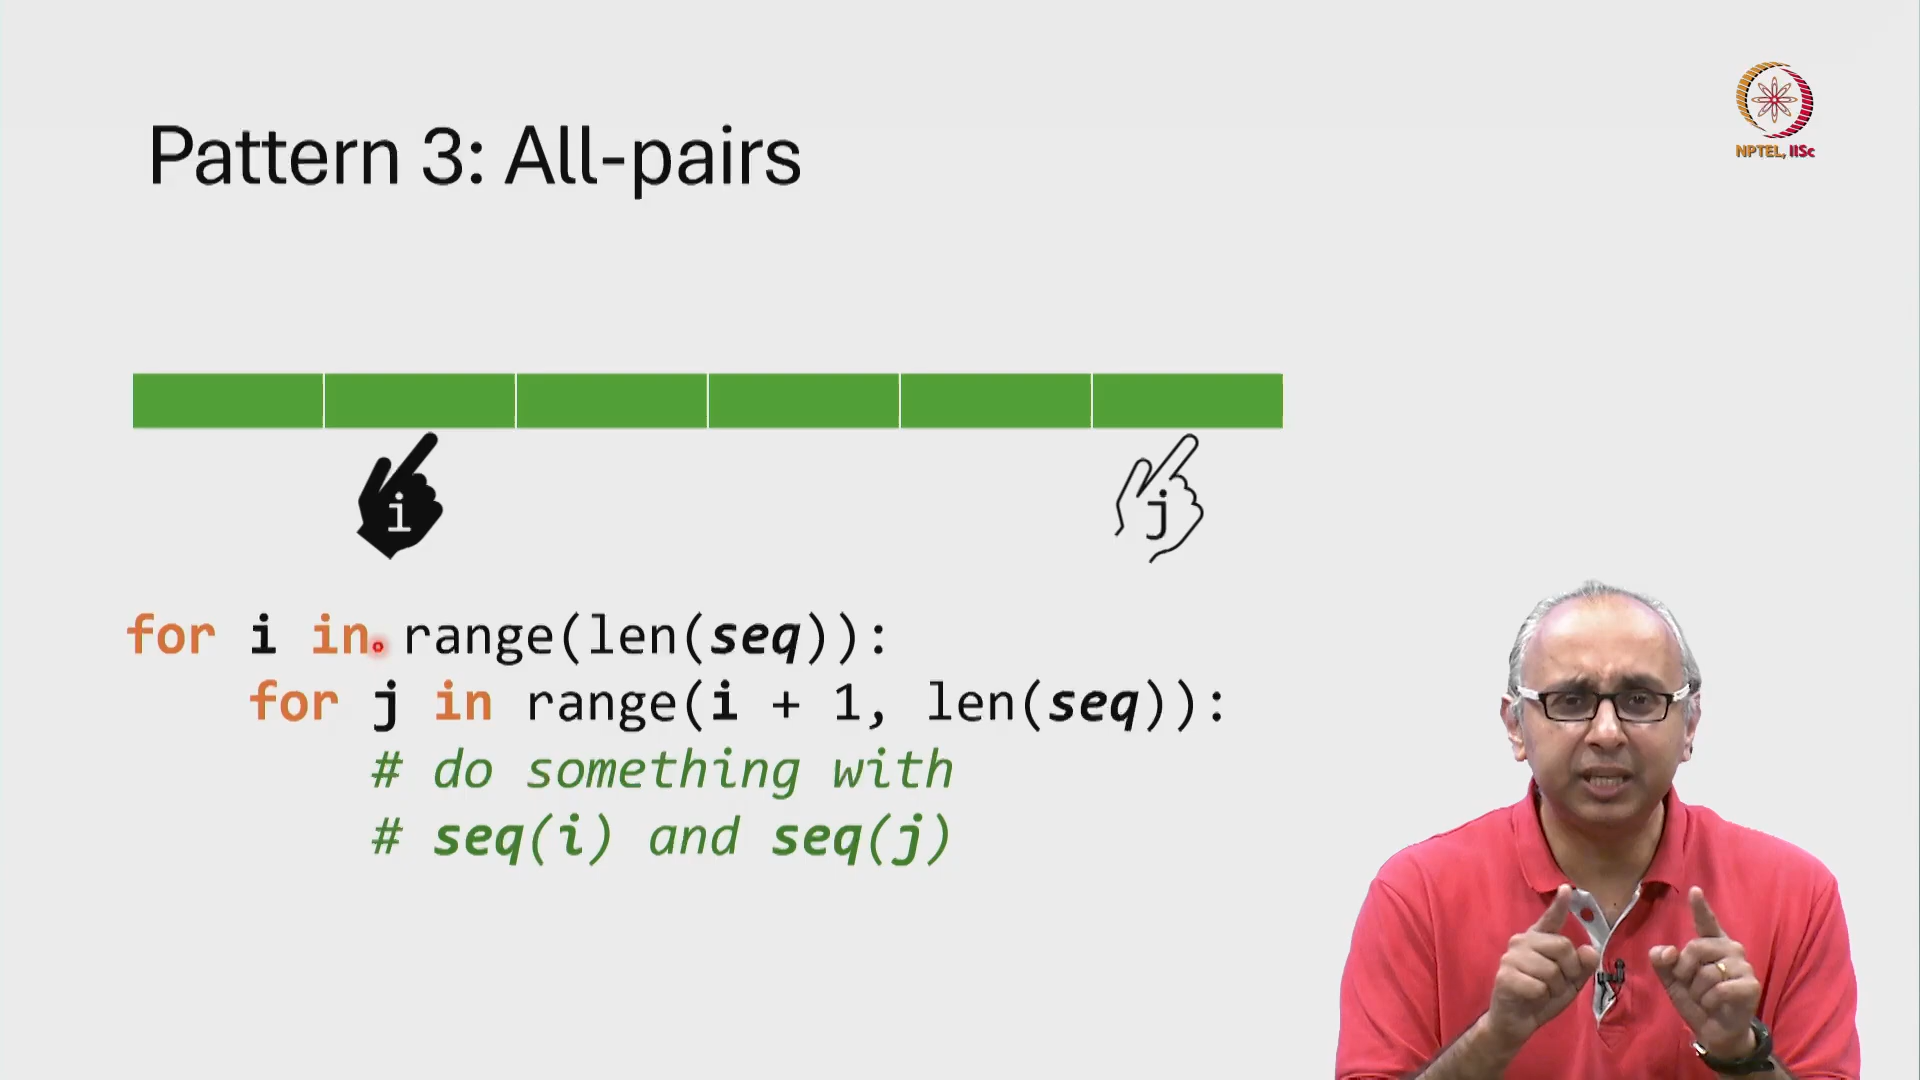 Pattern 3: All-pairs
NPTEL, IISc
i
j
for i in range(len(seq)):
for j in range(i + 1, len(seq)):
# do something with
# seq(i) and seq(j)